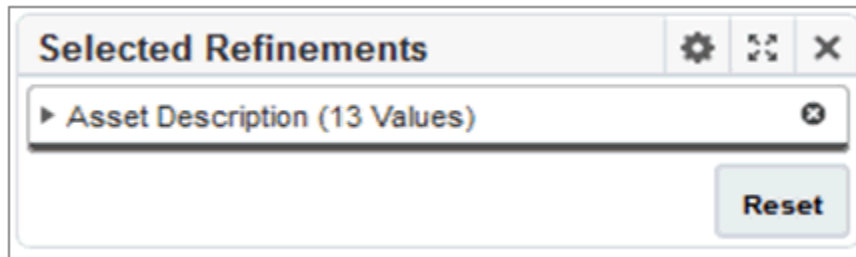 Selected Refinements
Asset Description (13 Values)
Reset